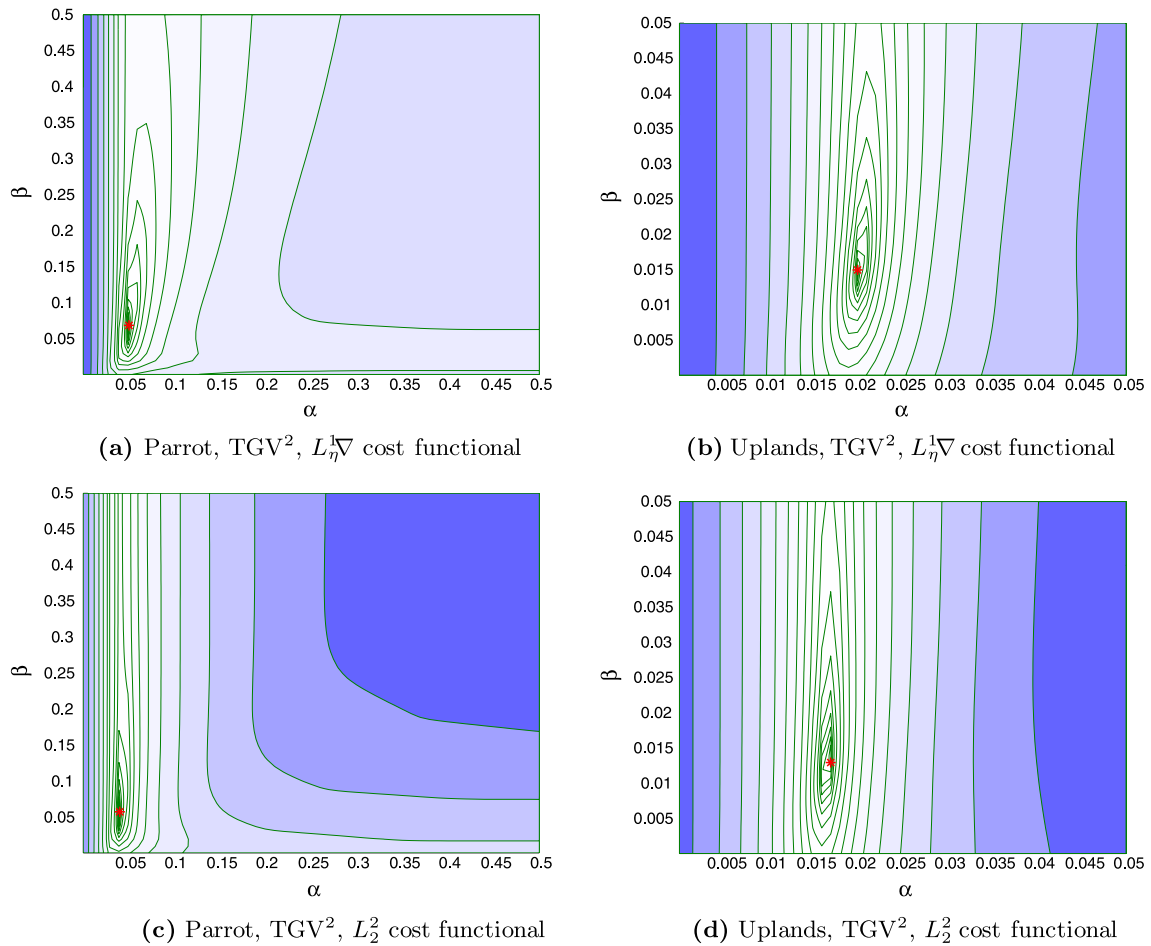 0.5
0.45
0.4
0.35
0.3
0.25
0.2
0.15
0.1
0.05
β
0.05 0.1 0.15 0.2 0.25 0.3 0.35 0.4 0.45 0.5
α
(a) Parrot, TGV², L¹η∇ cost functional
0.05
0.045
0.04
0.035
0.03
0.025
0.02
0.015
0.01
0.005
β
0.005 0.01 0.015 0.02 0.025 0.03 0.035 0.04 0.045 0.05
α
(b) Uplands, TGV², L¹η∇ cost functional
0.5
0.45
0.4
0.35
0.3
0.25
0.2
0.15
0.1
0.05
β
0.05 0.1 0.15 0.2 0.25 0.3 0.35 0.4 0.45 0.5
α
(c) Parrot, TGV², L²₂ cost functional
0.05
0.045
0.04
0.035
0.03
0.025
0.02
0.015
0.01
0.005
β
0.005 0.01 0.015 0.02 0.025 0.03 0.035 0.04 0.045 0.05
α
(d) Uplands, TGV², L²₂ cost functional